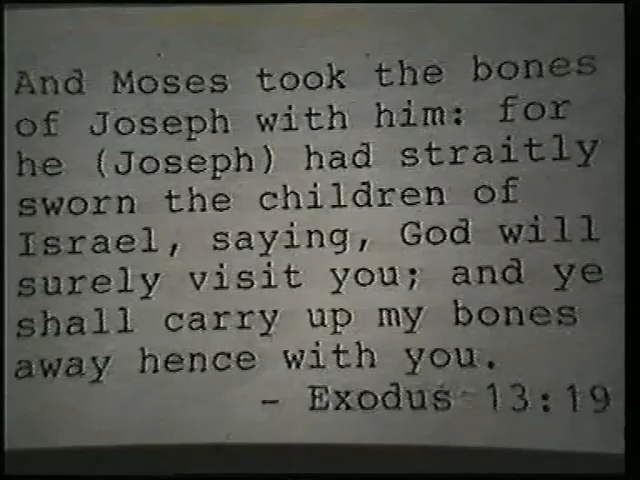 And Moses took the bones
of Joseph with him: for
he (Joseph) had straitly
sworn the children of
Israel, saying, God will
surely visit you; and ye
shall carry up my bones
away hence with you.
- Exodus 13:19